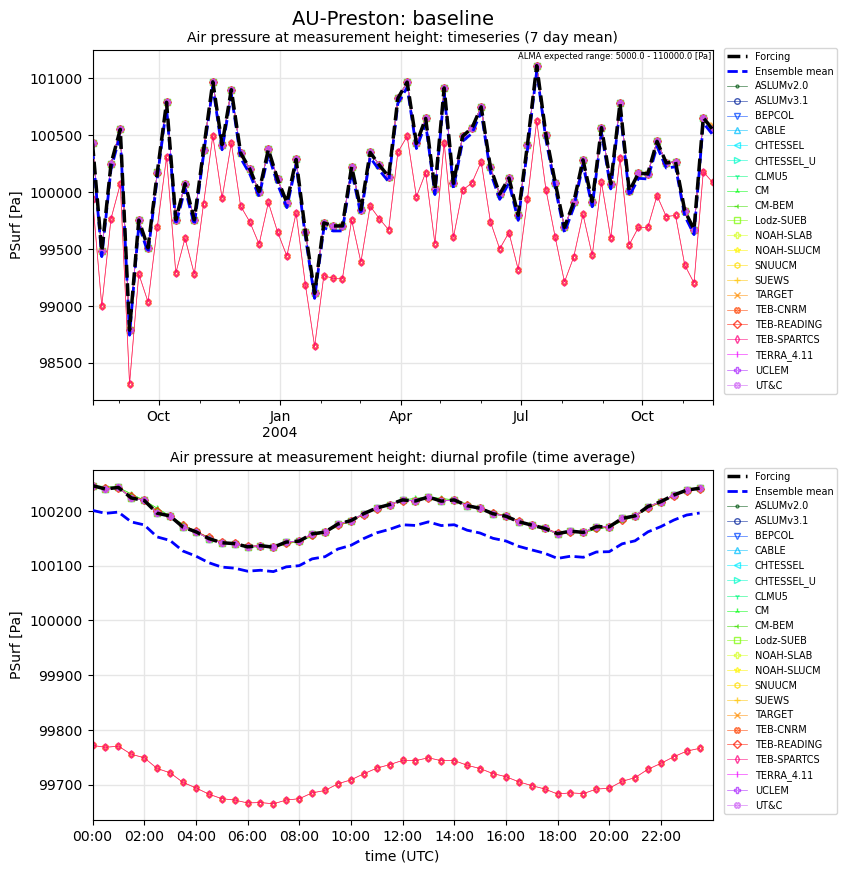 AU-Preston: baseline
Air pressure at measurement height: timeseries (7 day mean)
ALMA expected range: 5000.0 - 110000.0 [Pa]
PSurf [Pa]
101000
100500
100000
99500
99000
98500
Oct
Jan
2004
Apr
Jul
Oct
Forcing
Ensemble mean
ASLUMv2.0
ASLUMv3.1
BEPCOL
CABLE
CHTESSEL
CHTESSEL_U
CLMU5
CM
CM-BEM
Lodz-SUEB
NOAH-SLAB
NOAH-SLUCM
SNUUCM
SUEWS
TARGET
TEB-CNRM
TEB-READING
TEB-SPARTCS
TERRA_4.11
UCLEM
UT&C
Air pressure at measurement height: diurnal profile (time average)
PSurf [Pa]
100200
100100
100000
99900
99800
99700
00:00 02:00 04:00 06:00 08:00 10:00 12:00 14:00 16:00 18:00 20:00 22:00
time (UTC)
Forcing
Ensemble mean
ASLUMv2.0
ASLUMv3.1
BEPCOL
CABLE
CHTESSEL
CHTESSEL_U
CLMU5
CM
CM-BEM
Lodz-SUEB
NOAH-SLAB
NOAH-SLUCM
SNUUCM
SUEWS
TARGET
TEB-CNRM
TEB-READING
TEB-SPARTCS
TERRA_4.11
UCLEM
UT&C